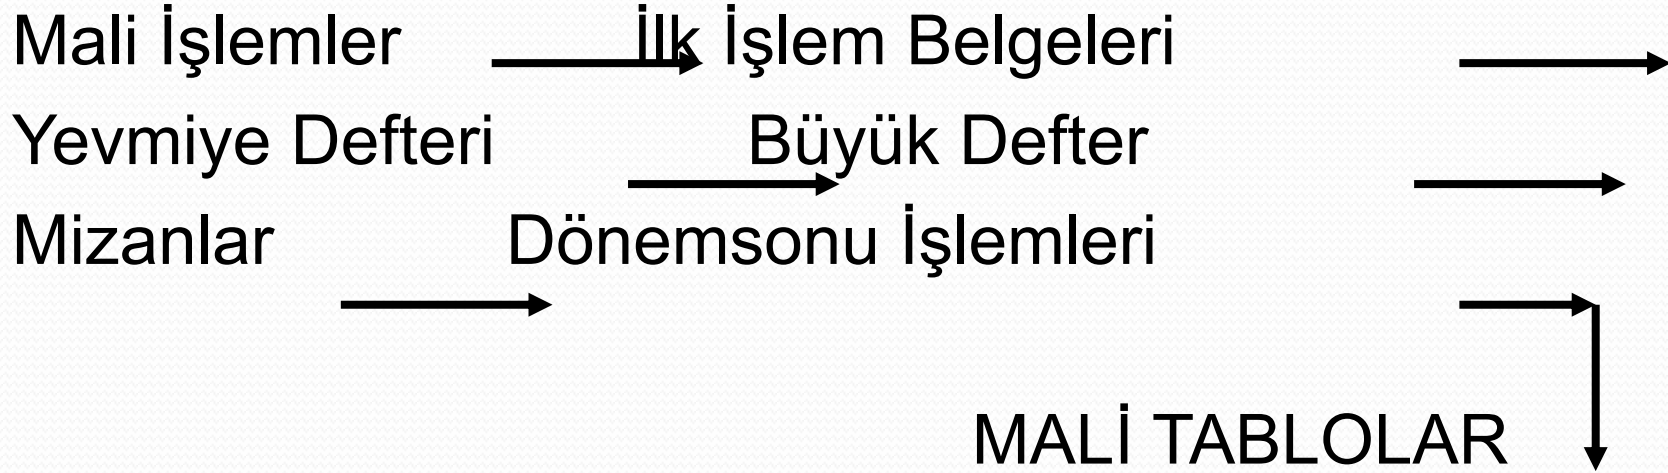 Mali İşlemler İlk İşlem Belgeleri
Yevmiye Defteri Büyük Defter
Mizanlar Dönemsonu İşlemleri
MALİ TABLOLAR